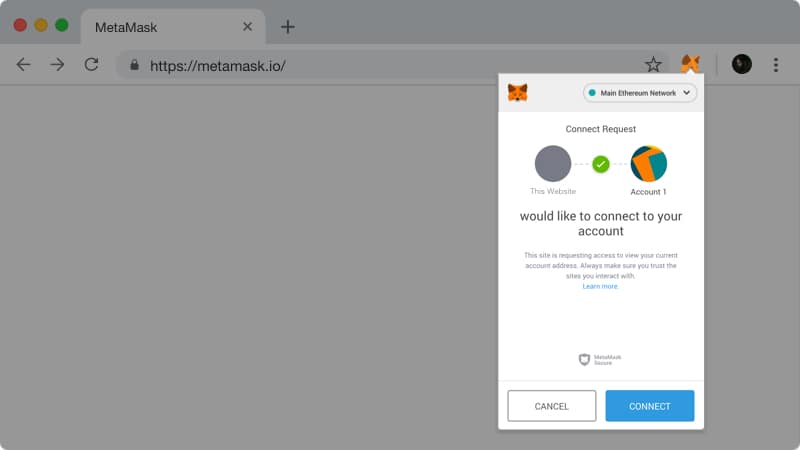 MetaMask
https://metamask.io/
Main Ethereum Network
Connect Request
This Website
Account 1
would like to connect to your
account
This site is requesting access to view your current
account address. Always make sure you trust the
sites you interact with.
Learn more.
MetaMask
Secure
CANCEL
CONNECT